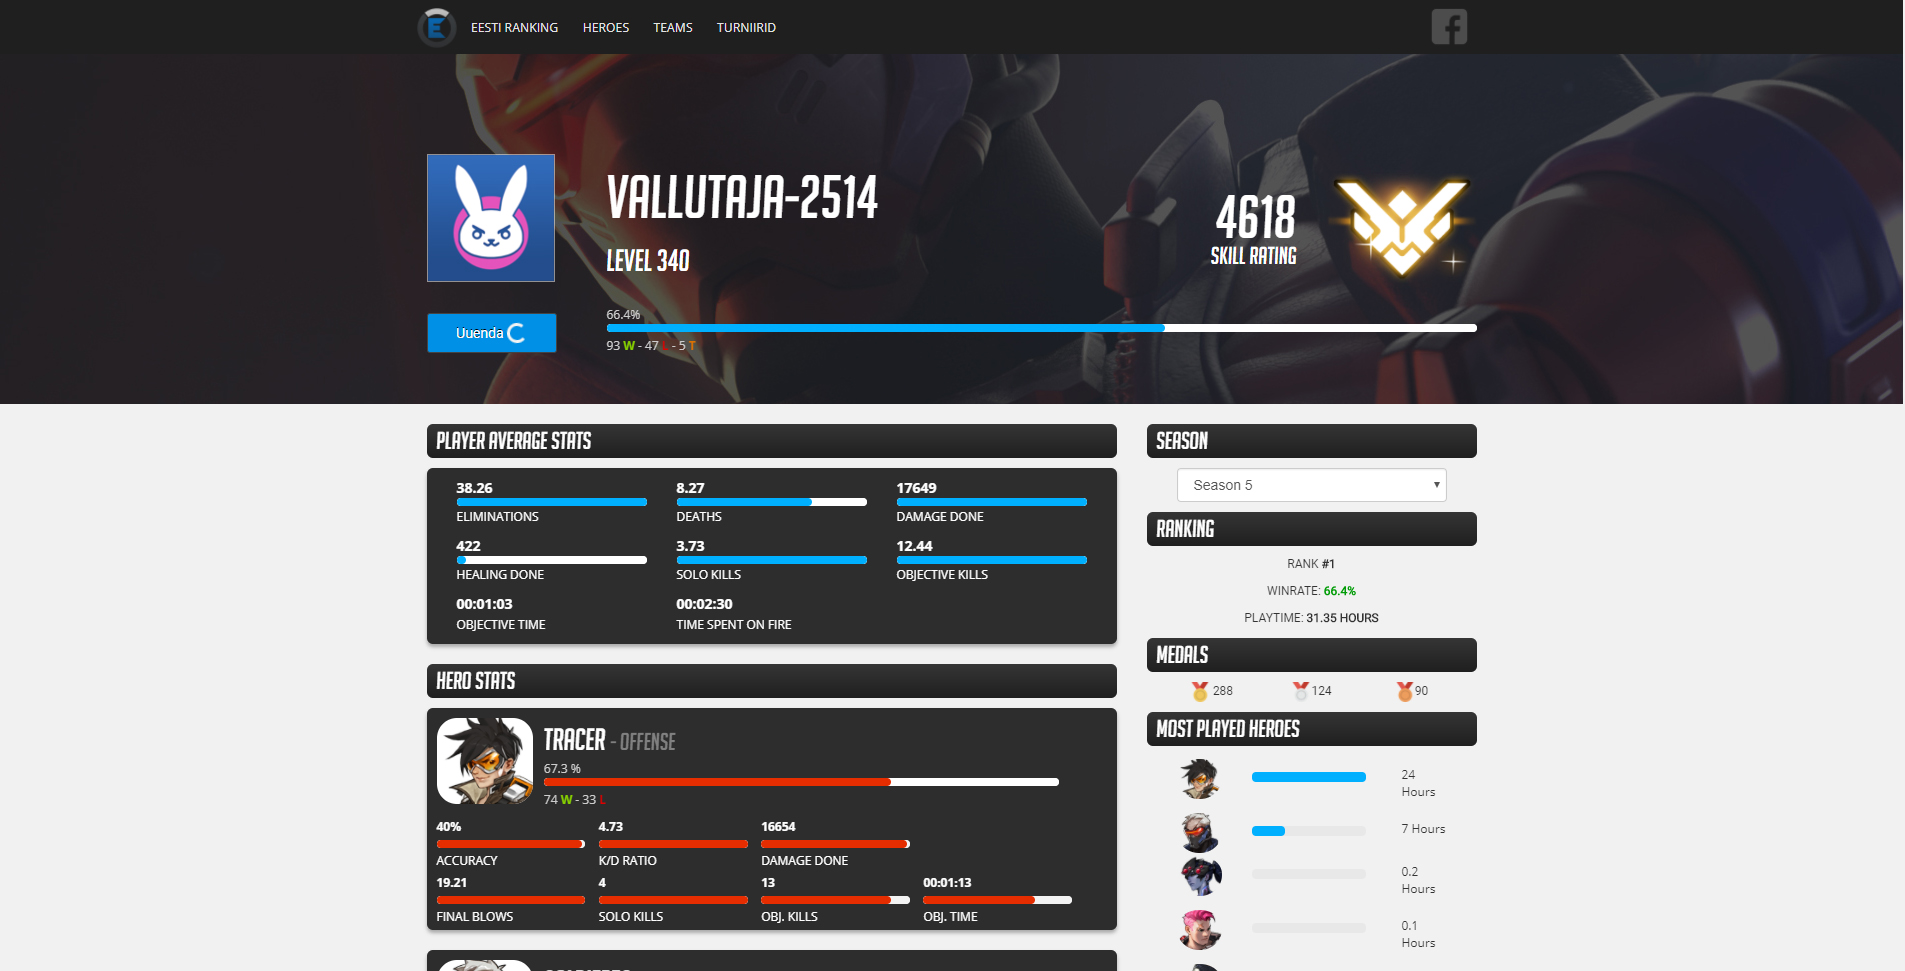 EESTI RANKING
HEROES
TEAMS
TURNIIRID
VALLUTAJA-2514
LEVEL 340
4618
SKILL RATING
Uuenda
66.4%
93 W - 47 L - 5 T
PLAYER AVERAGE STATS
38.26
ELIMINATIONS
8.27
DEATHS
17649
DAMAGE DONE
422
HEALING DONE
3.73
SOLO KILLS
12.44
OBJECTIVE KILLS
00:01:03
OBJECTIVE TIME
00:02:30
TIME SPENT ON FIRE
HERO STATS
TRACER - OFFENSE
67.3 %
74 W - 33 L
40%
ACCURACY
4.73
K/D RATIO
16654
DAMAGE DONE
19.21
FINAL BLOWS
4
SOLO KILLS
13
OBJ. KILLS
00:01:13
OBJ. TIME
SEASON
Season 5
RANKING
RANK #1
WINRATE: 66.4%
PLAYTIME: 31.35 HOURS
MEDALS
288
124
90
MOST PLAYED HEROES
24
Hours
7 Hours
0.2
Hours
0.1
Hours